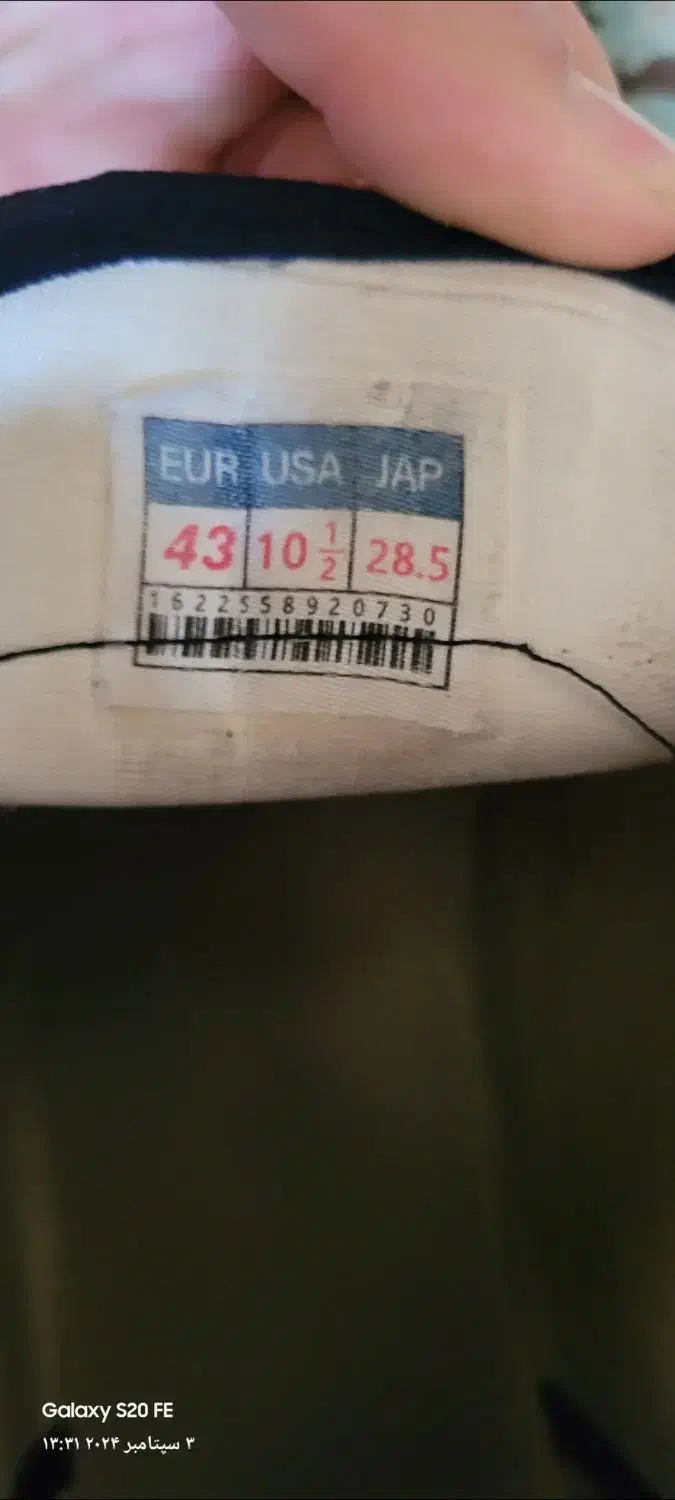 EUR USA JAP
43 10 1/2 28.5
1622558920730
Galaxy S20 FE
۳ سپتامبر ۲۰۲۴ ۱۳:۳۱